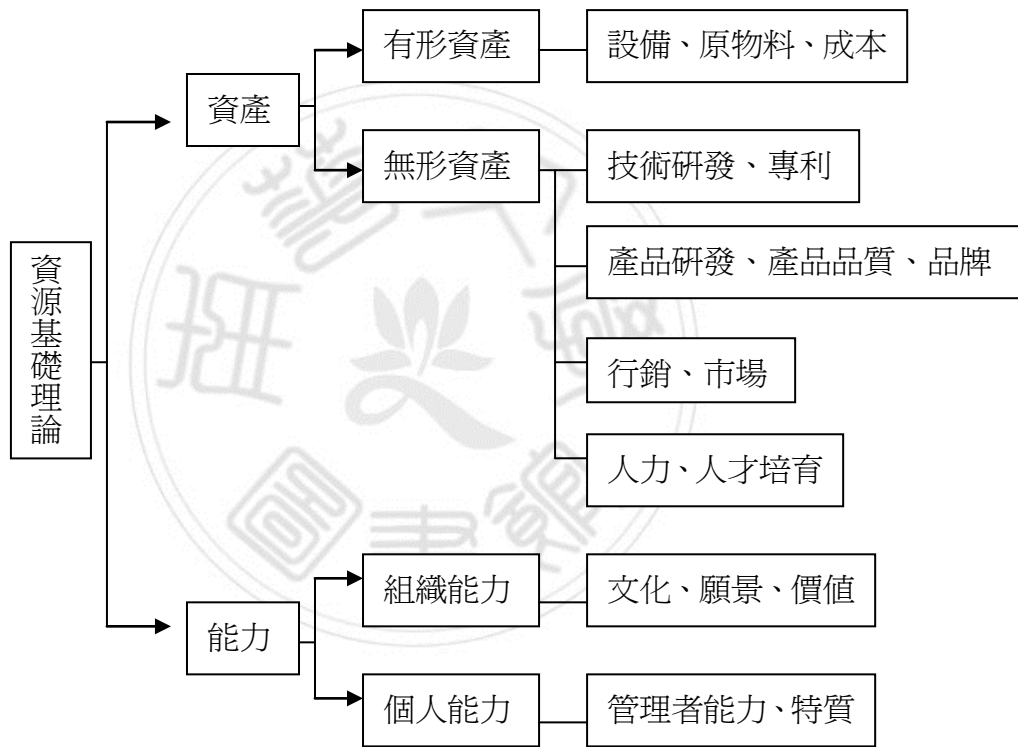 有形資產
設備、原物料、成本
資產
無形資產
技術研發、專利
產品研發、產品品質、品牌
資源基礎理論
行銷、市場
人力、人才培育
組織能力
文化、願景、價值
能力
個人能力
管理者能力、特質